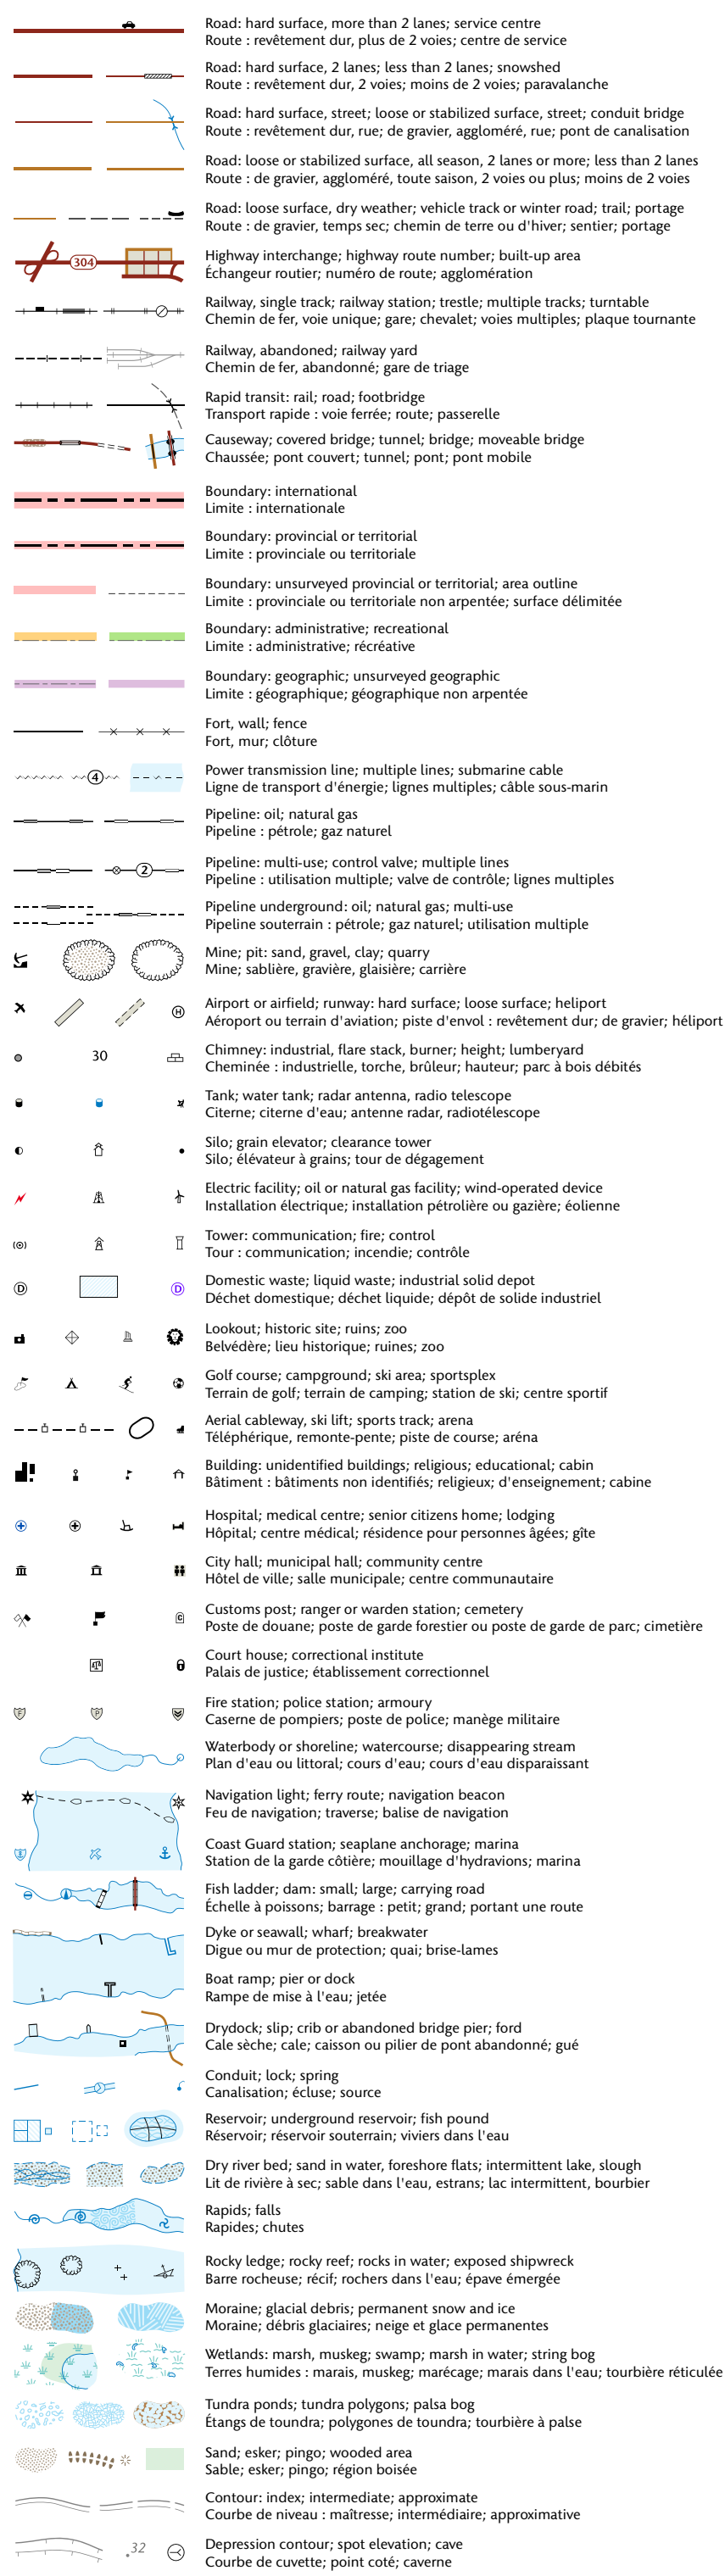 Road: hard surface, more than 2 lanes; service centre
Route : revêtement dur, plus de 2 voies; centre de service
Road: hard surface, 2 lanes; less than 2 lanes; snowshed
Route : revêtement dur, 2 voies; moins de 2 voies; paravalanche
Road: hard surface, street; loose or stabilized surface, street; conduit bridge
Route : revêtement dur, rue; de gravier, aggloméré, rue; pont de canalisation
Road: loose or stabilized surface, all season, 2 lanes or more; less than 2 lanes
Route : de gravier, aggloméré, toute saison, 2 voies ou plus; moins de 2 voies
Road: loose surface, dry weather; vehicle track or winter road; trail; portage
Route : de gravier, temps sec; chemin de terre ou d'hiver; sentier; portage
304
Highway interchange; highway route number; built-up area
Échangeur routier; numéro de route; agglomération
Railway, single track; railway station; trestle; multiple tracks; turntable
Chemin de fer, voie unique; gare; chevalet; voies multiples; plaque tournante
Railway, abandoned; railway yard
Chemin de fer, abandonné; gare de triage
Rapid transit: rail; road; footbridge
Transport rapide : voie ferrée; route; passerelle
Causeway; covered bridge; tunnel; bridge; moveable bridge
Chaussée; pont couvert; tunnel; pont; pont mobile
Boundary: international
Limite : internationale
Boundary: provincial or territorial
Limite : provinciale ou territoriale
Boundary: unsurveyed provincial or territorial; area outline
Limite : provinciale ou territoriale non arpentée; surface délimitée
Boundary: administrative; recreational
Limite : administrative; récréative
Boundary: geographic; unsurveyed geographic
Limite : géographique; géographique non arpentée
Fort, wall; fence
Fort, mur; clôture
4
Power transmission line; multiple lines; submarine cable
Ligne de transport d'énergie; lignes multiples; câble sous-marin
Pipeline: oil; natural gas
Pipeline : pétrole; gaz naturel
2
Pipeline: multi-use; control valve; multiple lines
Pipeline : utilisation multiple; valve de contrôle; lignes multiples
Pipeline underground: oil; natural gas; multi-use
Pipeline souterrain : pétrole; gaz naturel; utilisation multiple
Mine; pit: sand, gravel, clay; quarry
Mine; sablière, gravière, glaisière; carrière
H
Airport or airfield; runway: hard surface; loose surface; heliport
Aéroport ou terrain d'aviation; piste d'envol : revêtement dur; de gravier; héliport
30
Chimney: industrial, flare stack, burner; height; lumberyard
Cheminée : industrielle, torche, brûleur; hauteur; parc à bois débités
Tank; water tank; radar antenna, radio telescope
Citerne; citerne d'eau; antenne radar, radiotélescope
Silo; grain elevator; clearance tower
Silo; élévateur à grains; tour de dégagement
Electric facility; oil or natural gas facility; wind-operated device
Installation électrique; installation pétrolière ou gazière; éolienne
Tower: communication; fire; control
Tour : communication; incendie; contrôle
D D
Domestic waste; liquid waste; industrial solid depot
Déchet domestique; déchet liquide; dépôt de solide industriel
Lookout; historic site; ruins; zoo
Belvédère; lieu historique; ruines; zoo
Golf course; campground; ski area; sportsplex
Terrain de golf; terrain de camping; station de ski; centre sportif
Aerial cableway, ski lift; sports track; arena
Téléphérique, remonte-pente; piste de course; aréna
Building: unidentified buildings; religious; educational; cabin
Bâtiment : bâtiments non identifiés; religieux; d'enseignement; cabine
Hospital; medical centre; senior citizens home; lodging
Hôpital; centre médical; résidence pour personnes âgées; gîte
City hall; municipal hall; community centre
Hôtel de ville; salle municipale; centre communautaire
C
Customs post; ranger or warden station; cemetery
Poste de douane; poste de garde forestier ou poste de garde de parc; cimetière
Court house; correctional institute
Palais de justice; établissement correctionnel
F P
Fire station; police station; armoury
Caserne de pompiers; poste de police; manège militaire
Waterbody or shoreline; watercourse; disappearing stream
Plan d'eau ou littoral; cours d'eau; cours d'eau disparaissant
Navigation light; ferry route; navigation beacon
Feu de navigation; traverse; balise de navigation
Coast Guard station; seaplane anchorage; marina
Station de la garde côtière; mouillage d'hydravions; marina
Fish ladder; dam: small; large; carrying road
Échelle à poissons; barrage : petit; grand; portant une route
Dyke or seawall; wharf; breakwater
Digue ou mur de protection; quai; brise-lames
Boat ramp; pier or dock
Rampe de mise à l'eau; jetée
Drydock; slip; crib or abandoned bridge pier; ford
Cale sèche; cale; caisson ou pilier de pont abandonné; gué
Conduit; lock; spring
Canalisation; écluse; source
Reservoir; underground reservoir; fish pound
Réservoir; réservoir souterrain; viviers dans l'eau
Dry river bed; sand in water, foreshore flats; intermittent lake, slough
Lit de rivière à sec; sable dans l'eau, estrans; lac intermittent, bourbier
Rapids; falls
Rapides; chutes
Rocky ledge; rocky reef; rocks in water; exposed shipwreck
Barre rocheuse; récif; rochers dans l'eau; épave émergée
Moraine; glacial debris; permanent snow and ice
Moraine; débris glaciaires; neige et glace permanentes
Wetlands: marsh, muskeg; swamp; marsh in water; string bog
Terres humides : marais, muskeg; marécage; marais dans l'eau; tourbière réticulée
Tundra ponds; tundra polygons; palsa bog
Étangs de toundra; polygones de toundra; tourbière à palse
Sand; esker; pingo; wooded area
Sable; esker; pingo; région boisée
Contour: index; intermediate; approximate
Courbe de niveau : maîtresse; intermédiaire; approximative
.32
Depression contour; spot elevation; cave
Courbe de cuvette; point coté; caverne